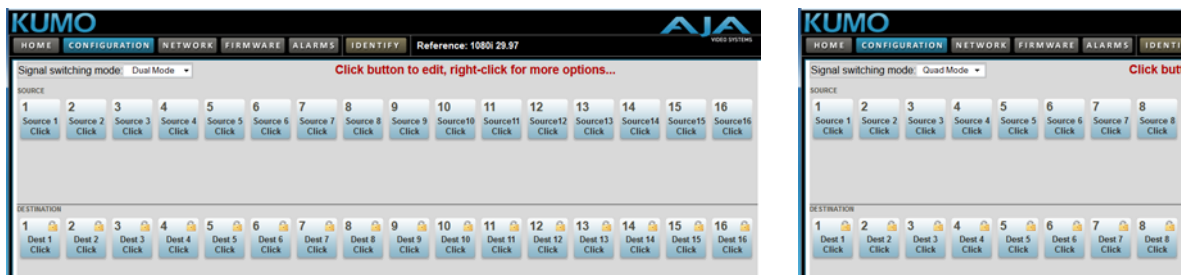 KUMO
AJA
VIDEO SYSTEMS
HOME CONFIGURATION NETWORK FIRMWARE ALARMS IDENTIFY Reference: 1080i 29.97
Signal switching mode: Dual Mode Click button to edit, right-click for more options...
SOURCE
1 2 3 4 5 6 7 8 9 10 11 12 13 14 15 16
Source 1 Source 2 Source 3 Source 4 Source 5 Source 6 Source 7 Source 8 Source 9 Source10 Source11 Source12 Source13 Source14 Source15 Source16
Click Click Click Click Click Click Click Click Click Click Click Click Click Click Click Click
DESTINATION
1 2 3 4 5 6 7 8 9 10 11 12 13 14 15 16
Dest 1 Dest 2 Dest 3 Dest 4 Dest 5 Dest 6 Dest 7 Dest 8 Dest 9 Dest 10 Dest 11 Dest 12 Dest 13 Dest 14 Dest 15 Dest 16
Click Click Click Click Click Click Click Click Click Click Click Click Click Click Click Click
KUMO
HOME CONFIGURATION NETWORK FIRMWARE ALARMS IDENTI
Signal switching mode: Quad Mode Click but
SOURCE
1 2 3 4 5 6 7 8
Source 1 Source 2 Source 3 Source 4 Source 5 Source 6 Source 7 Source 8
Click Click Click Click Click Click Click Click
DESTINATION
1 2 3 4 5 6 7 8
Dest 1 Dest 2 Dest 3 Dest 4 Dest 5 Dest 6 Dest 7 Dest 8
Click Click Click Click Click Click Click Click